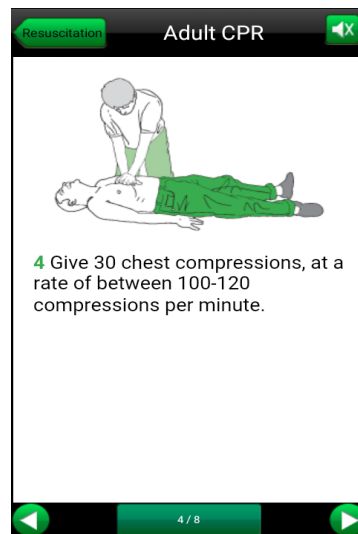 Resuscitation
Adult CPR
4 Give 30 chest compressions, at a
rate of between 100-120
compressions per minute.
4 / 8